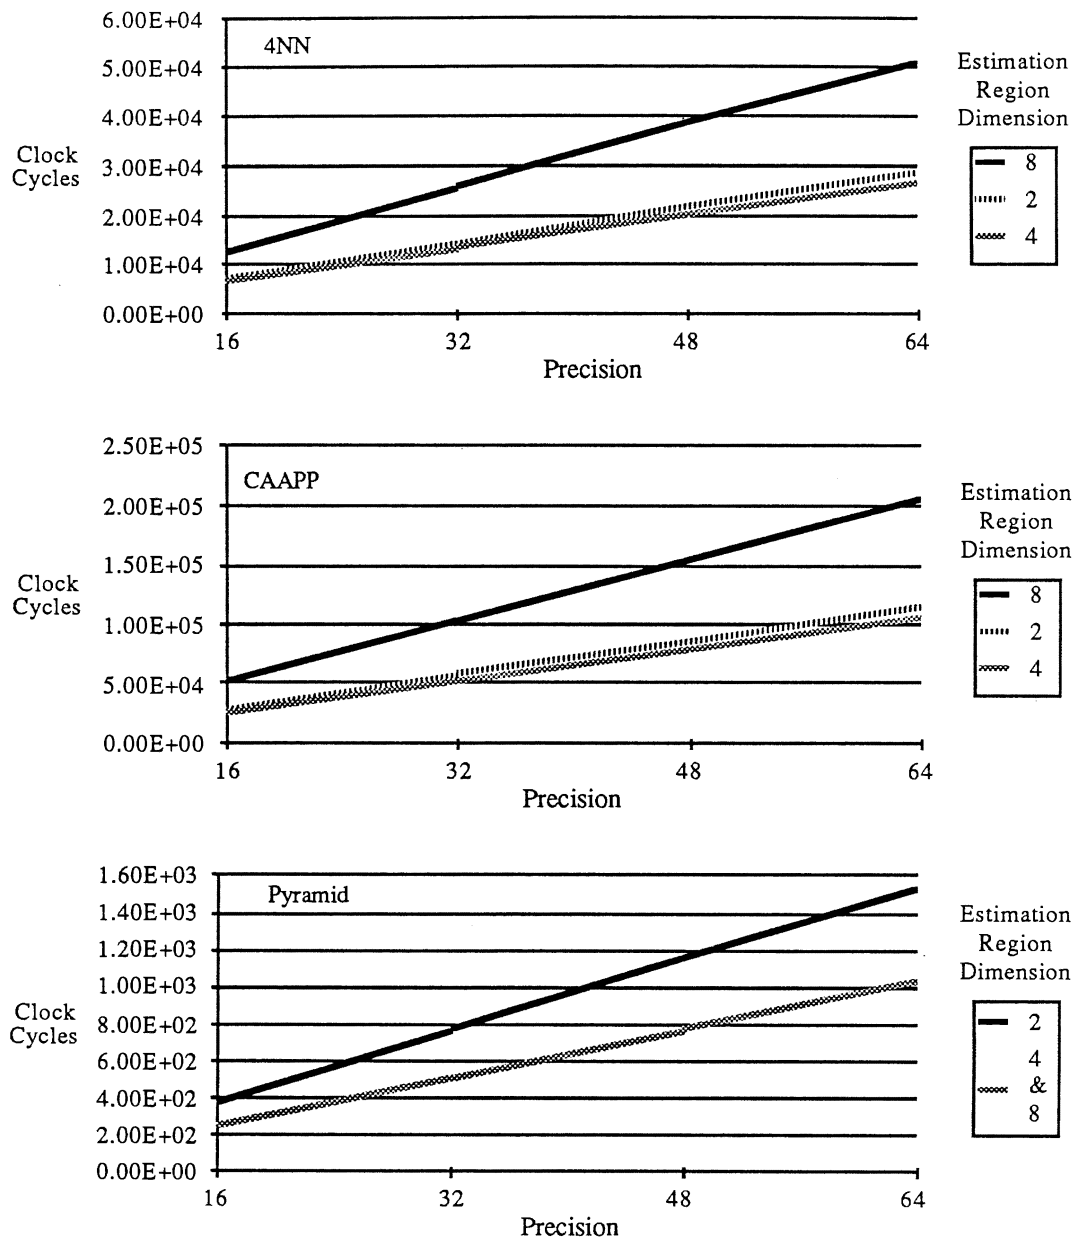 6.00E+04
4NN
5.00E+04
4.00E+04
Clock
Cycles
3.00E+04
2.00E+04
1.00E+04
0.00E+00
16
32
48
64
Precision
Estimation
Region
Dimension
8
2
4
2.50E+05
CAAPP
2.00E+05
1.50E+05
Clock
Cycles
1.00E+05
5.00E+04
0.00E+00
16
32
48
64
Precision
Estimation
Region
Dimension
8
2
4
1.60E+03
Pyramid
1.40E+03
1.20E+03
1.00E+03
Clock
Cycles
8.00E+02
6.00E+02
4.00E+02
2.00E+02
0.00E+00
16
32
48
64
Precision
Estimation
Region
Dimension
2
4
&
8